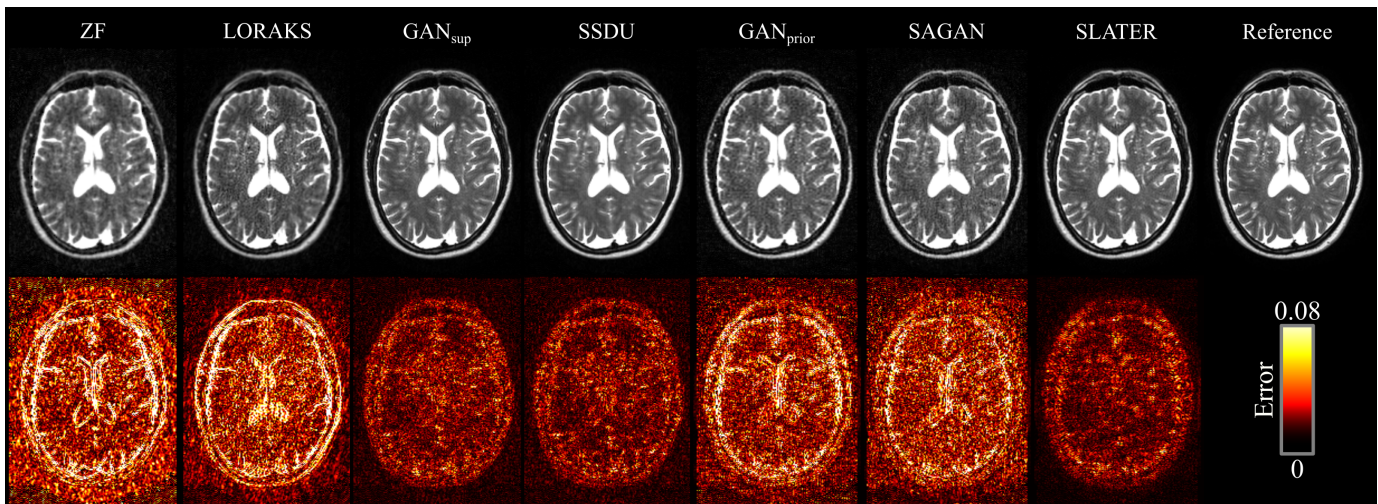 ZF LORAKS GANsup SSDU GANprior SAGAN SLATER Reference
0.08
Error
0